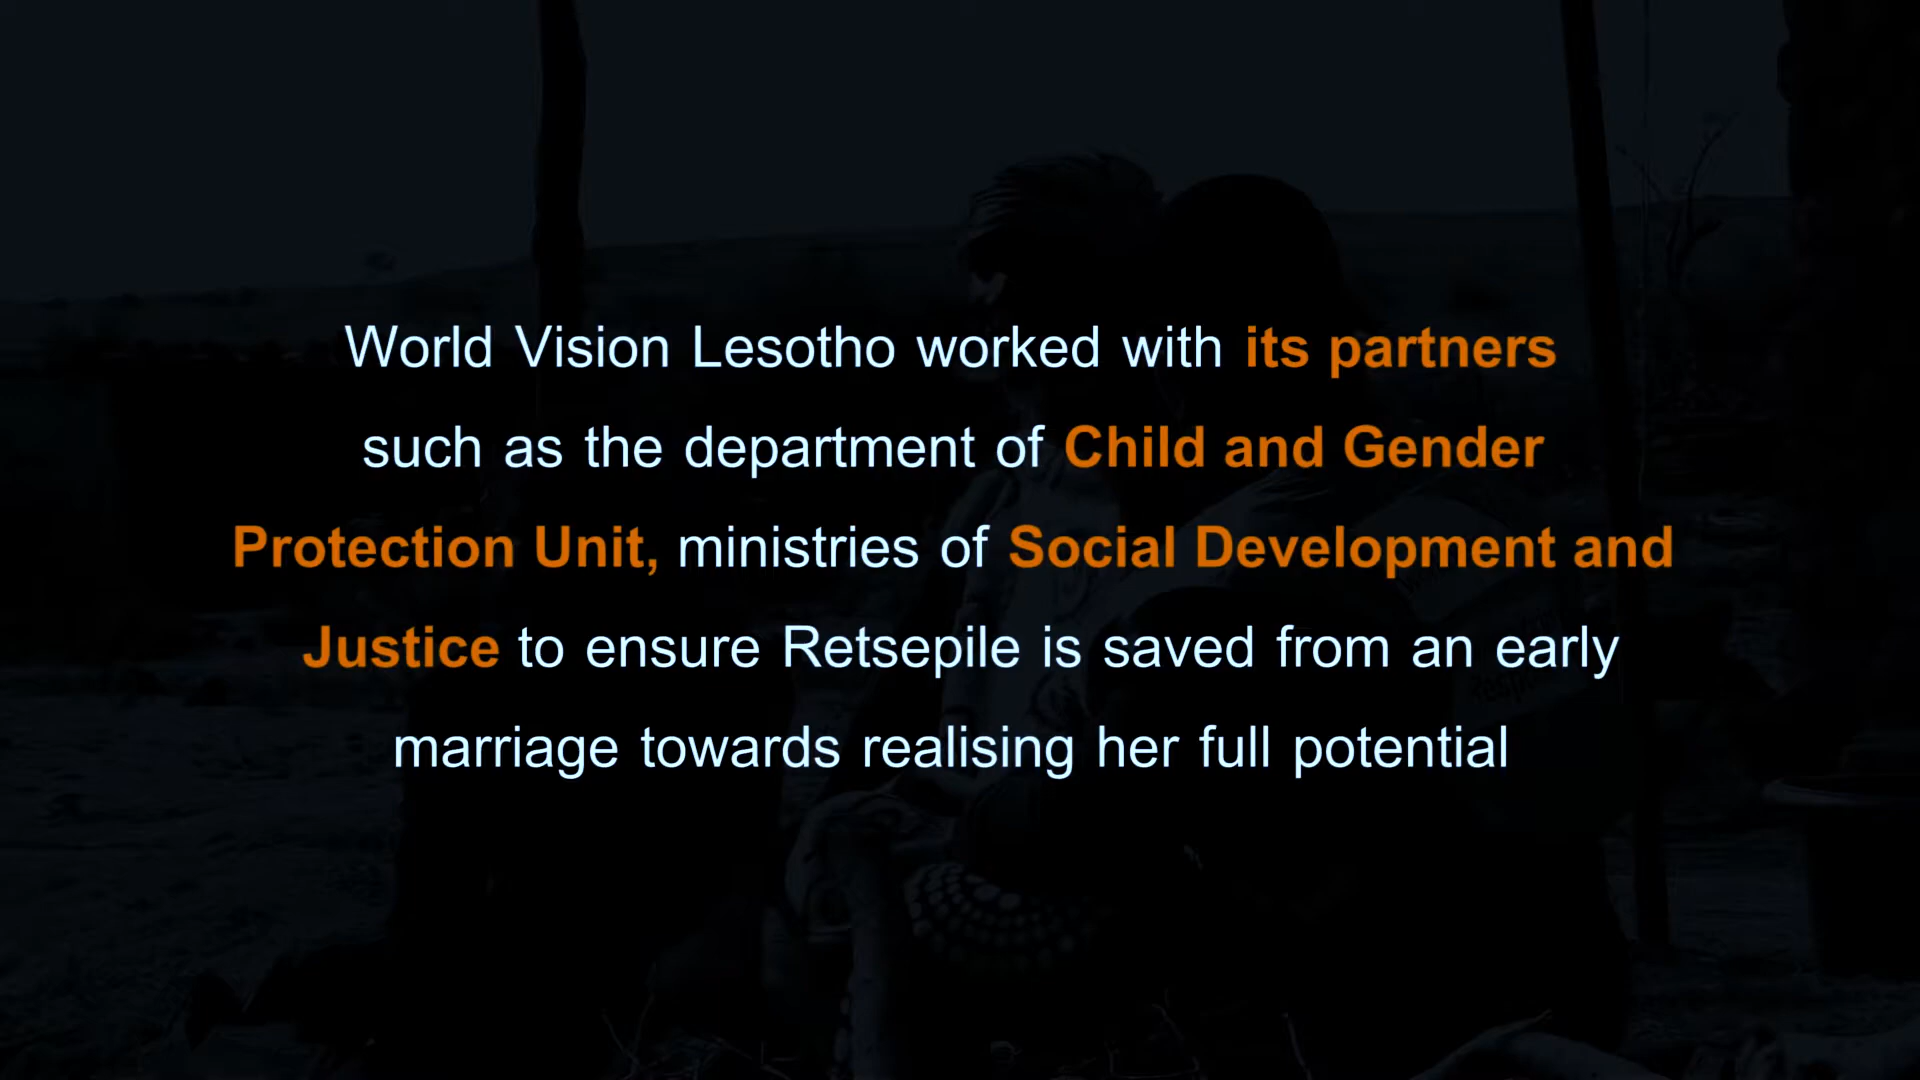 World Vision Lesotho worked with its partners
such as the department of Child and Gender
Protection Unit, ministries of Social Development and
Justice to ensure Retsepile is saved from an early
marriage towards realising her full potential